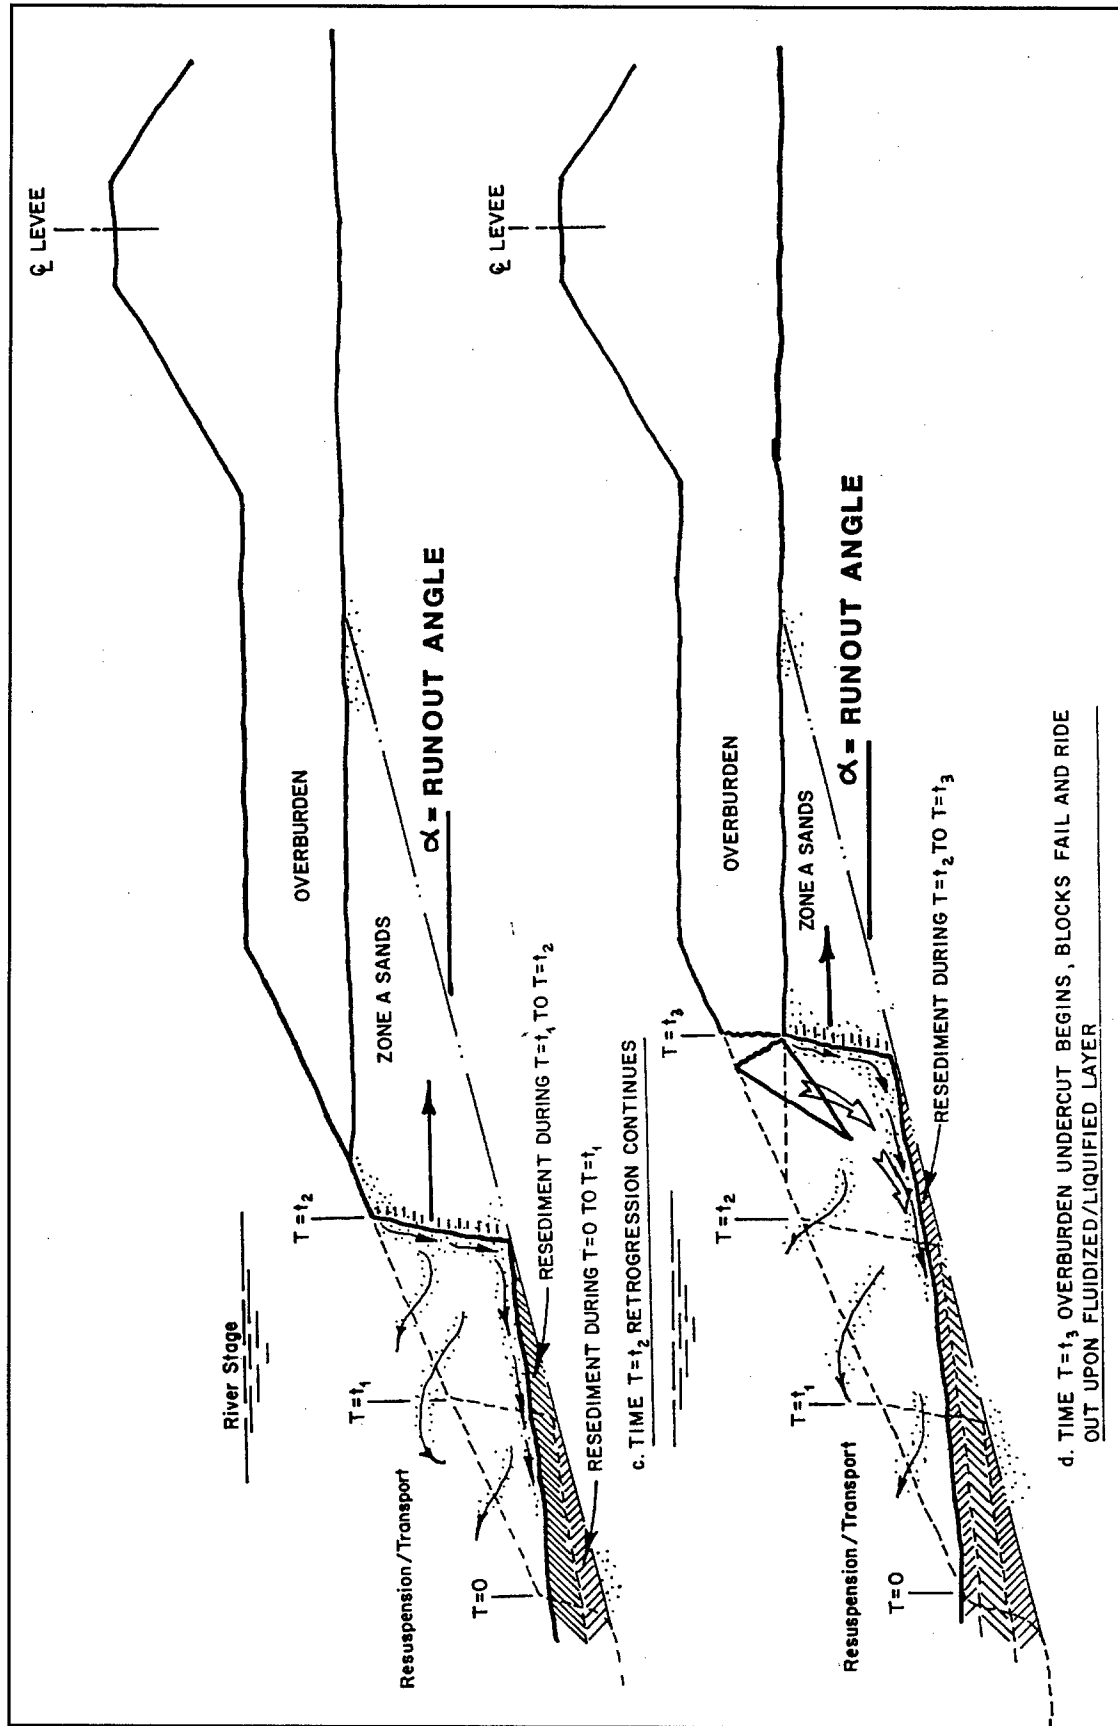 ℄ LEVEE
River Stage
T=t₂
OVERBURDEN
T=t₁
ZONE A SANDS
Resuspension/Transport
α = RUNOUT ANGLE
T=0
RESEDIMENT DURING T=t₁ TO T=t₂
RESEDIMENT DURING T=0 TO T=t₁
c. TIME T=t₂ RETROGRESSION CONTINUES
℄ LEVEE
T=t₃
T=t₂
OVERBURDEN
T=t₁
ZONE A SANDS
Resuspension/Transport
α = RUNOUT ANGLE
T=0
RESEDIMENT DURING T=t₂ TO T=t₃
d. TIME T=t₃ OVERBURDEN UNDERCUT BEGINS, BLOCKS FAIL AND RIDE
OUT UPON FLUIDIZED/LIQUIFIED LAYER